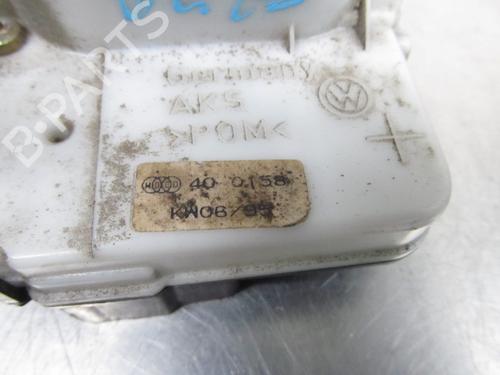 Germany
AKS
>POM<
40 0158
KW06/95
B-PARTS